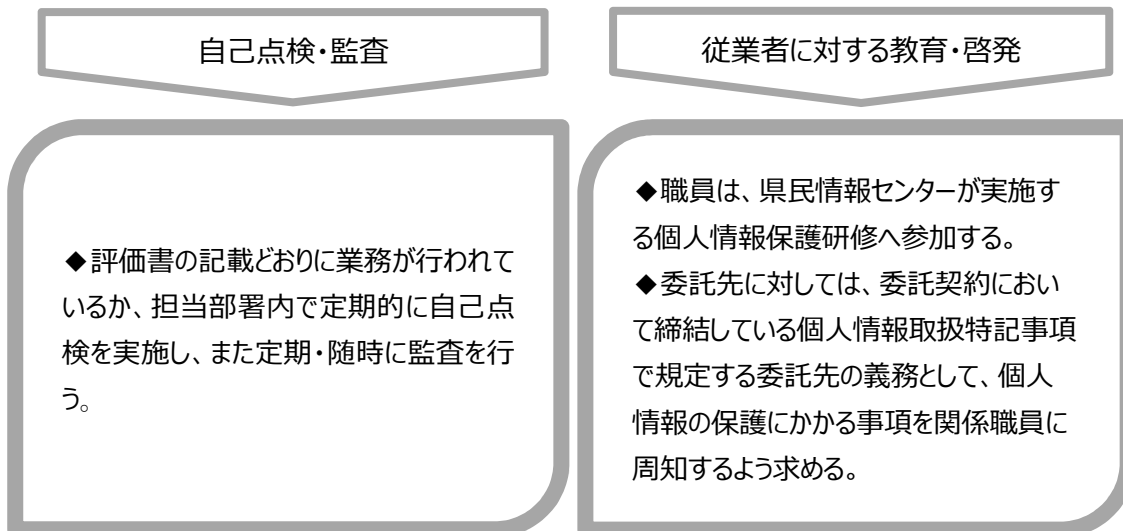 自己点検・監査
◆評価書の記載どおりに業務が行われて
いるか、担当部署内で定期的に自己点
検を実施し、また定期・随時に監査を行
う。
従業者に対する教育・啓発
◆職員は、県民情報センターが実施す
る個人情報保護研修へ参加する。
◆委託先に対しては、委託契約におい
て締結している個人情報取扱特記事項
で規定する委託先の義務として、個人
情報の保護にかかる事項を関係職員に
周知するよう求める。